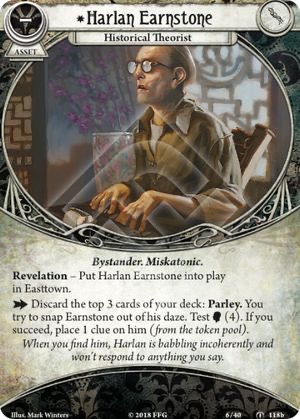 *Harlan Earnstone
Historical Theorist
ASSET
Bystander. Miskatonic.
Revelation – Put Harlan Earnstone into play
in Easttown.
Discard the top 3 cards of your deck: Parley. You
try to snap Earnstone out of his daze. Test (4). If you
succeed, place 1 clue on him (from the token pool).
When you find him, Harlan is babbling incoherently and
won't respond to anything you say.
Illus. Mark Winters © 2018 FFG 6/40 118b